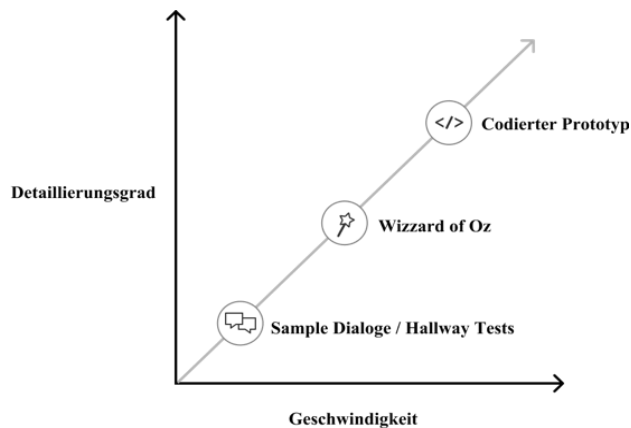 </> Codierter Prototyp
Detaillierungsgrad
Wizzard of Oz
Sample Dialoge / Hallway Tests
Geschwindigkeit